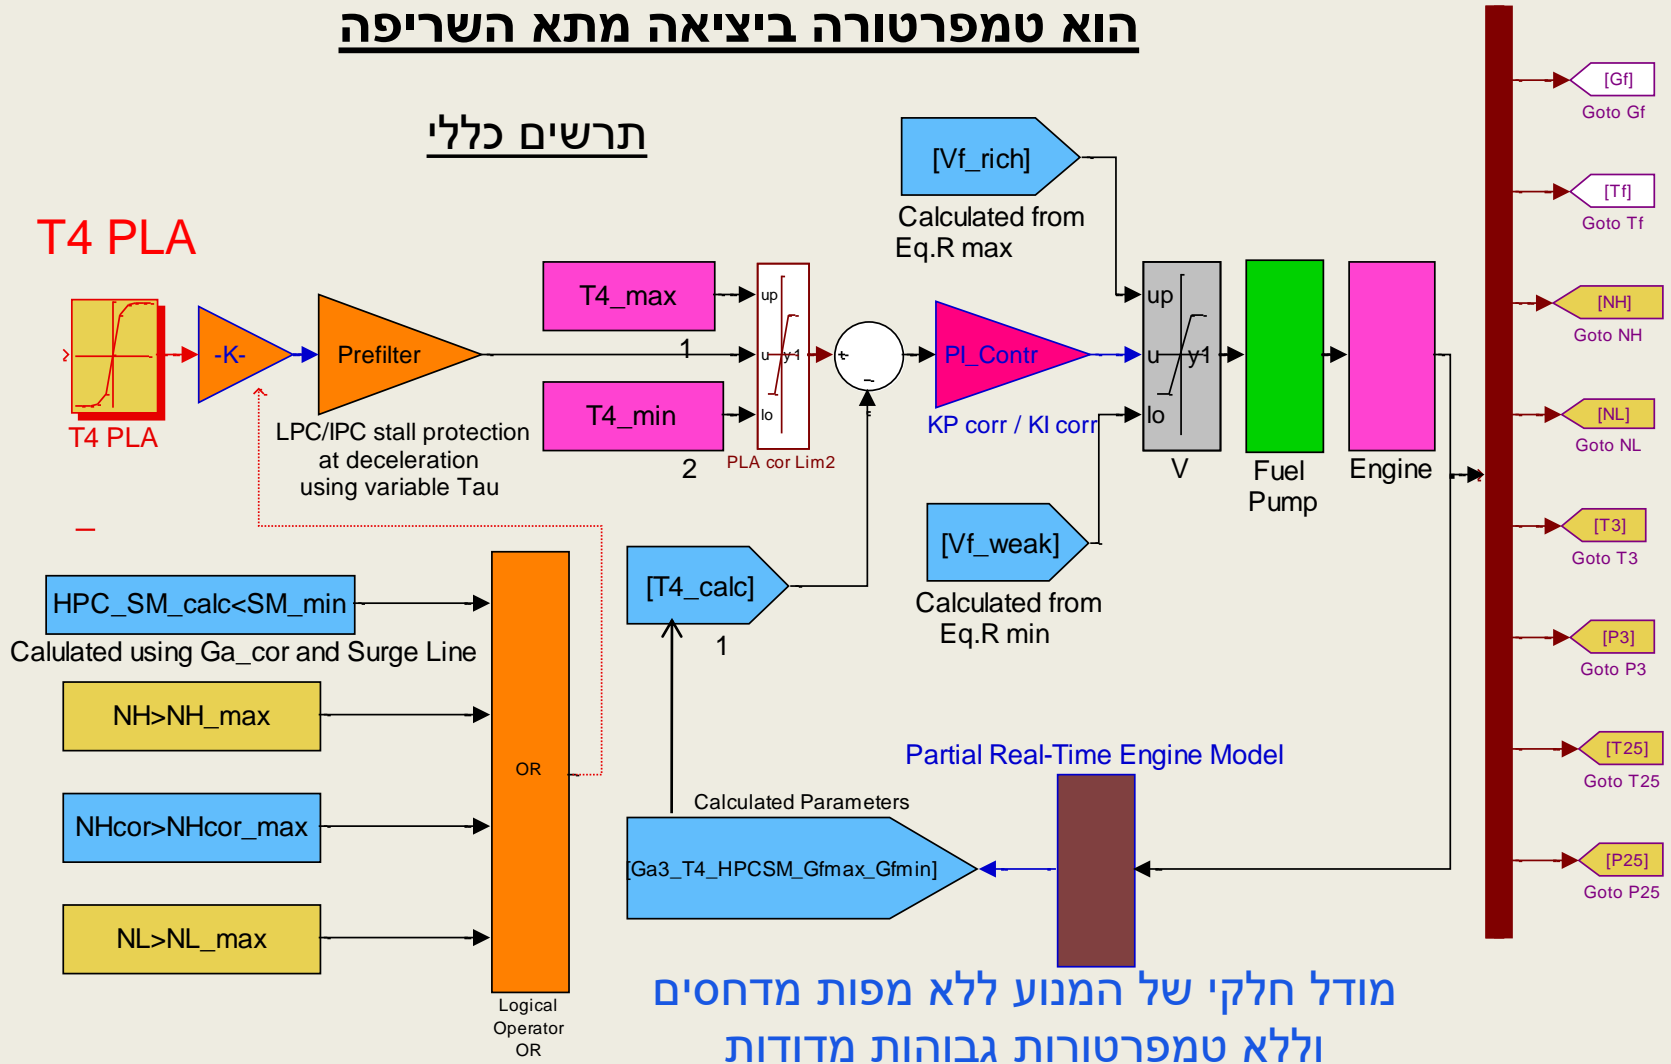 הוא טמפרטורה ביציאה מתא השריפה
תרשים כללי
T4 PLA
T4 PLA
-K-
Prefilter
LPC/IPC stall protection
at deceleration
using variable Tau
T4_max
1
T4_min
2
up
u
y1
lo
PLA cor Lim2
+
–
[Vf_rich]
Calculated from
Eq.R max
PI_Contr
KP corr / KI corr
up
u
y1
lo
V
Fuel
Pump
Engine
[Vf_weak]
Calculated from
Eq.R min
[T4_calc]
1
_
HPC_SM_calc<SM_min
Calulated using Ga_cor and Surge Line
NH>NH_max
NHcor>NHcor_max
NL>NL_max
OR
Logical
Operator
OR
Partial Real-Time Engine Model
Calculated Parameters
[Ga3_T4_HPCSM_Gfmax_Gfmin]
מודל חלקי של המנוע ללא מפות מדחסים
וללא טמפרטורות גבוהות מדודות
[Gf]
Goto Gf
[Tf]
Goto Tf
[NH]
Goto NH
[NL]
Goto NL
[T3]
Goto T3
[P3]
Goto P3
[T25]
Goto T25
[P25]
Goto P25